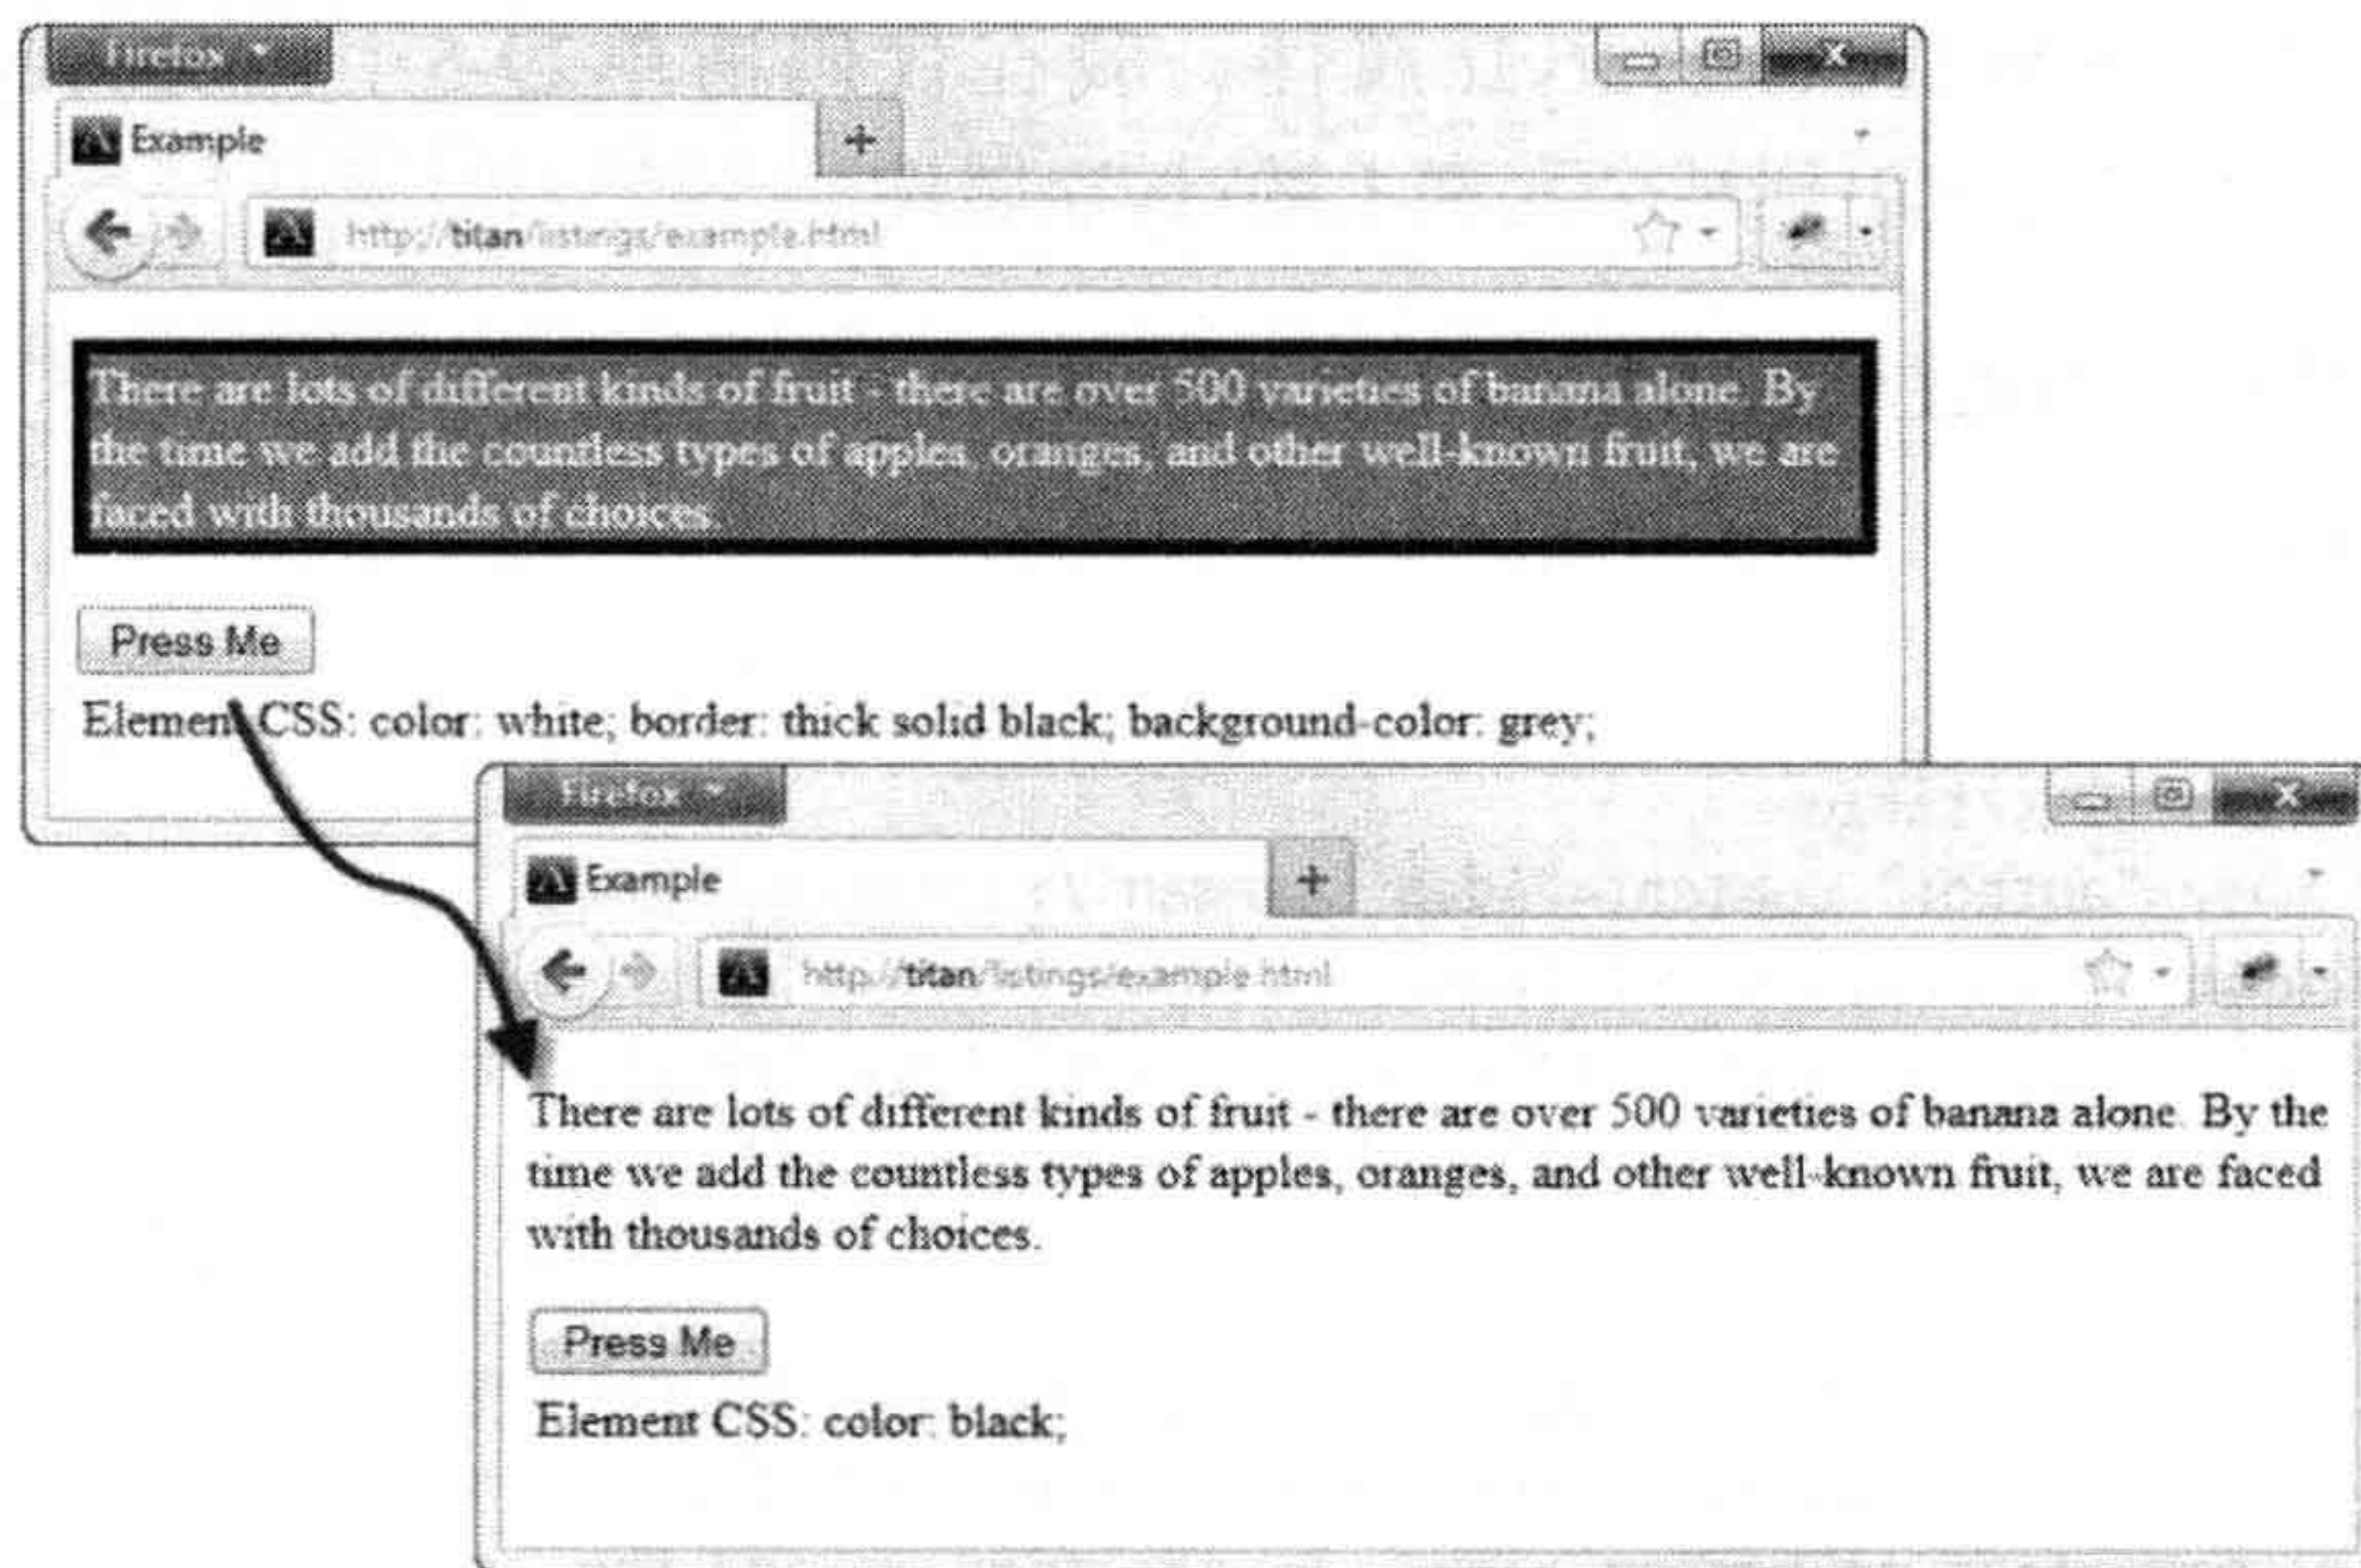 Firefox
Example
http://titan/listings/example.html
There are lots of different kinds of fruit - there are over 500 varieties of banana alone. By
the time we add the countless types of apples, oranges, and other well-known fruit, we are
faced with thousands of choices.
Press Me
Element CSS: color: white; border: thick solid black; background-color: grey;
Firefox
Example
http://titan/listings/example.html
There are lots of different kinds of fruit - there are over 500 varieties of banana alone. By the
time we add the countless types of apples, oranges, and other well-known fruit, we are faced
with thousands of choices.
Press Me
Element CSS: color: black;